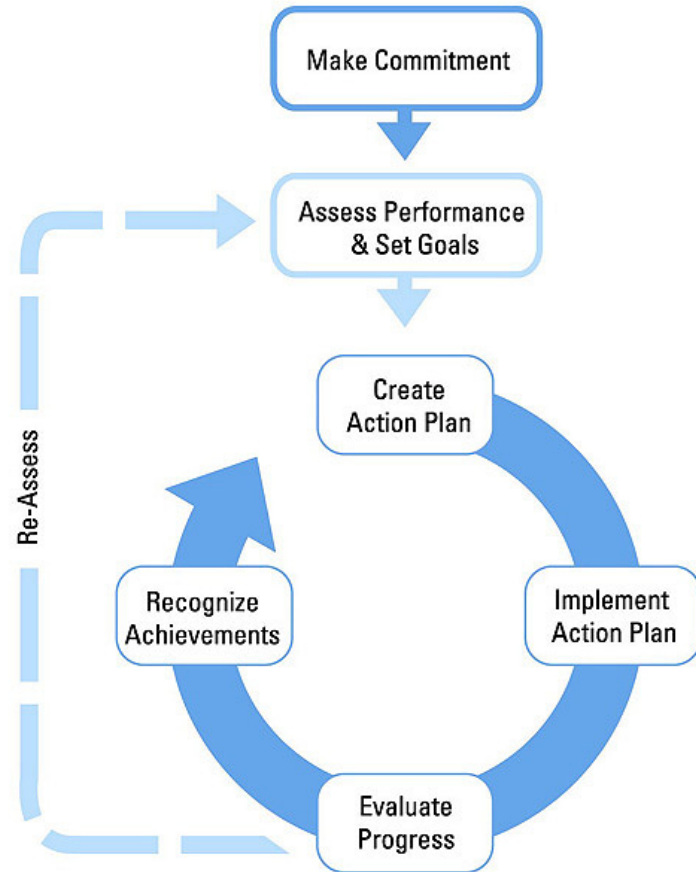 Make Commitment
Assess Performance
& Set Goals
Create
Action Plan
Implement
Action Plan
Evaluate
Progress
Recognize
Achievements
Re-Assess